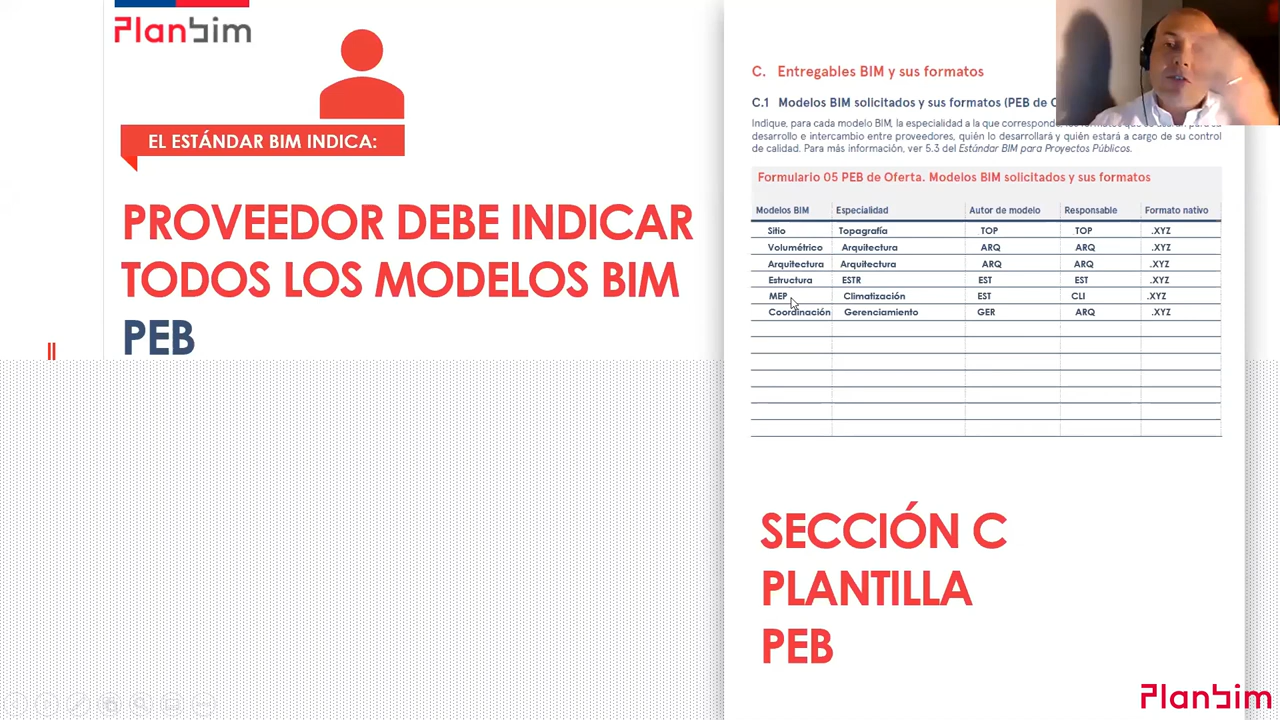 Planbim
EL ESTÁNDAR BIM INDICA:
PROVEEDOR DEBE INDICAR
TODOS LOS MODELOS BIM
PEB
C. Entregables BIM y sus formatos
C.1 Modelos BIM solicitados y sus formatos (PEB de
Indique, para cada modelo BIM, la especialidad a la que
desarrollo e intercambio entre proveedores, quién lo desarrollará y quién estará a cargo de su control
de calidad. Para más información, ver 5.3 del Estándar BIM para Proyectos Públicos.
Formulario 05 PEB de Oferta. Modelos BIM solicitados y sus formatos
Modelos BIM Especialidad Autor de modelo Responsable Formato nativo
Sitio Topagrafía TOP TOP .XYZ
Volumétrico Arquitectura ARQ ARQ .XYZ
Arquitectura Arquitectura ARQ ARQ .XYZ
Estructura ESTR EST EST .XYZ
MEP Climatización EST CLI .XYZ
Coordinación Gerenciamiento GER ARQ .XYZ
SECCIÓN C
PLANTILLA
PEB
Planbim